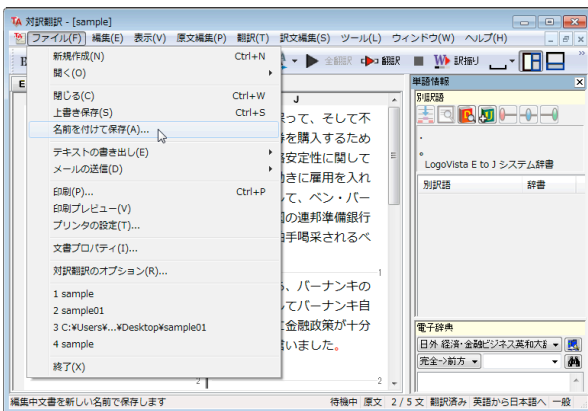 対訳翻訳 - [sample]
ファイル(F) 編集(E) 表示(V) 原文編集(P) 翻訳(T) 訳文編集(S) ツール(L) ウィンドウ(W) ヘルプ(H)
全翻訳 翻訳 訳振り
新規作成(N) Ctrl+N
開く(O)
閉じる(C) Ctrl+W
上書き保存(S) Ctrl+S
名前を付けて保存(A)...
テキストの書き出し(E)
メールの送信(D)
印刷(P)... Ctrl+P
印刷プレビュー(V)
プリンタの設定(T)...
文書プロパティ(I)...
対訳翻訳のオプション(R)...
1 sample
2 sample01
3 C:¥Users¥...¥Desktop¥sample01
4 sample
終了(X)
E
J
って、そして不
を購入するため
安定性に関して
きに雇用を入れ
て、ベン・バー
の連邦準備銀行
手喝采されるべ
1
、バーナンキの
てバーナンキ自
金融政策が十分
いました。
2
2
単語情報
別訳語
LogoVista E to J システム辞書
別訳語 辞書
電子辞典
日外 経済・金融ビジネス英和大
完全->前方
編集中文書を新しい名前で保存します
待機中 原文 2 / 5 文 翻訳済み 英語から日本語へ 一般